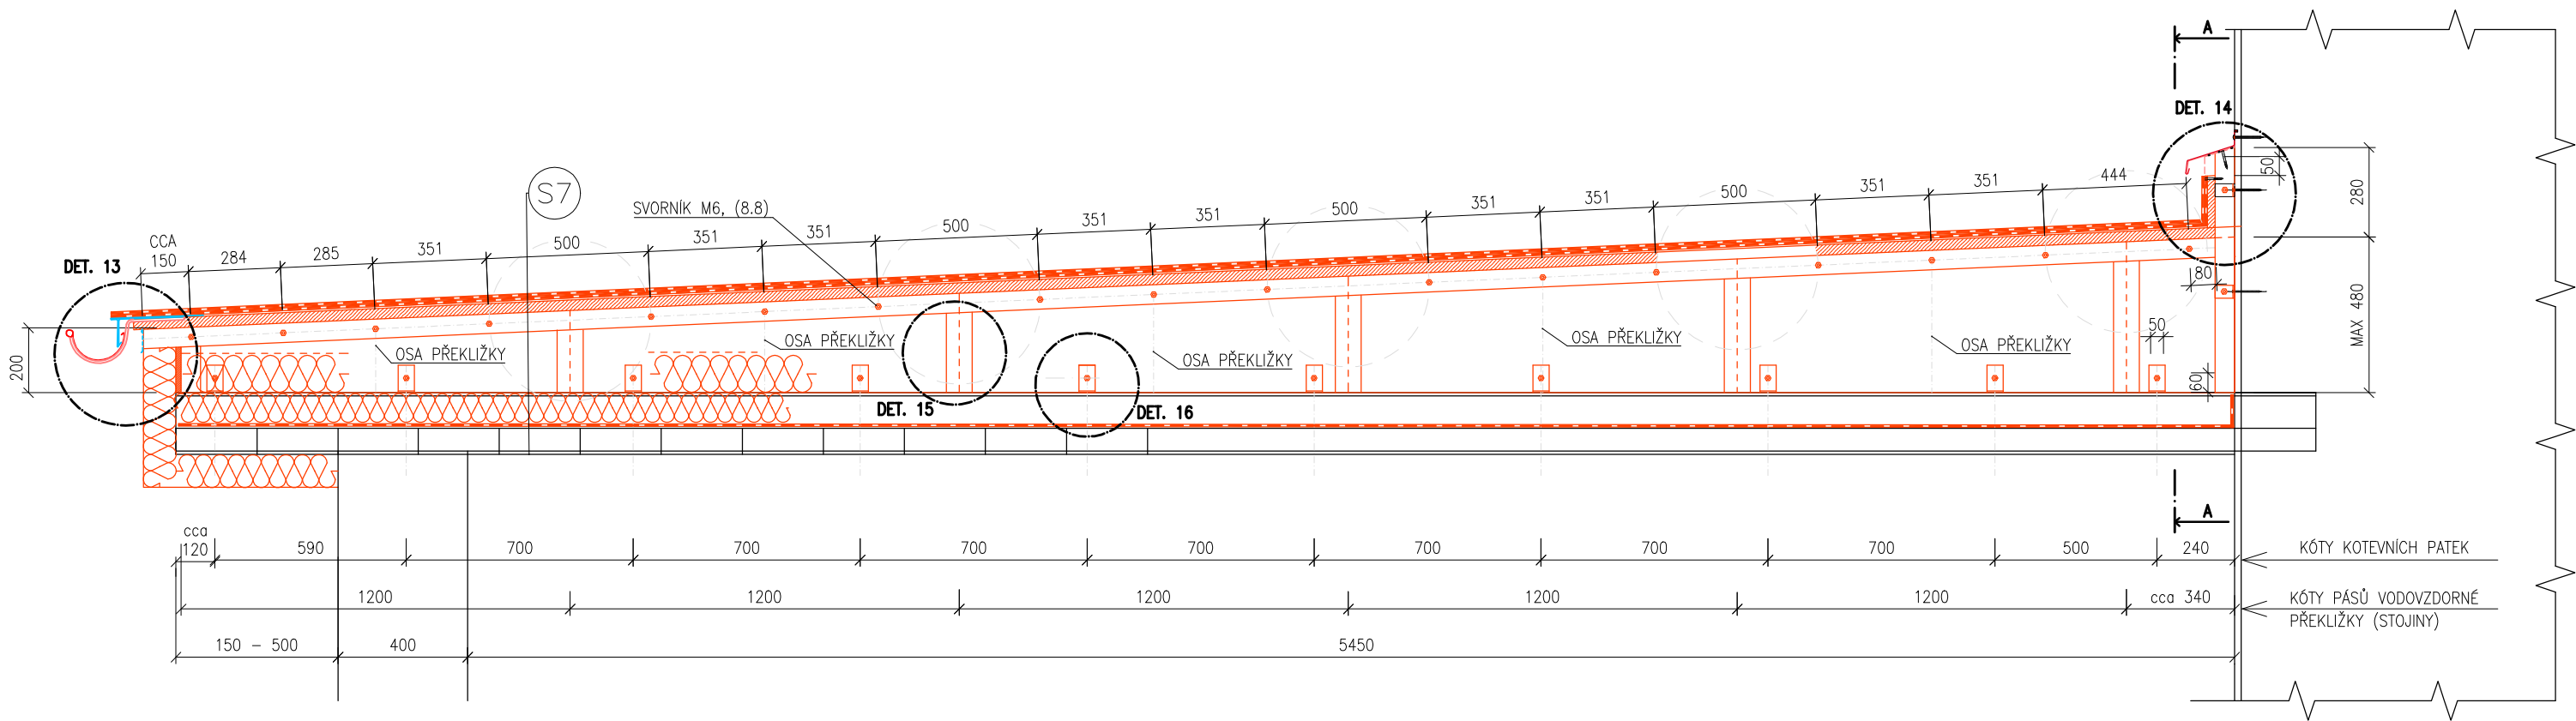 A
DET. 14
S7
SVORNÍK M6, (8.8)
DET. 13
CCA
150
284
285
351
500
351
351
500
351
351
500
351
351
500
351
351
444
50
280
80
MAX 480
50
60
200
OSA PŘEKLIŽKY
OSA PŘEKLIŽKY
OSA PŘEKLIŽKY
OSA PŘEKLIŽKY
OSA PŘEKLIŽKY
DET. 15
DET. 16
A
cca
120
590
700
700
700
700
700
700
700
500
240
KÓTY KOTEVNÍCH PATEK
1200
1200
1200
1200
1200
cca 340
KÓTY PÁSŮ VODOVZDORNÉ
PŘEKLIŽKY (STOJINY)
150 – 500
400
5450